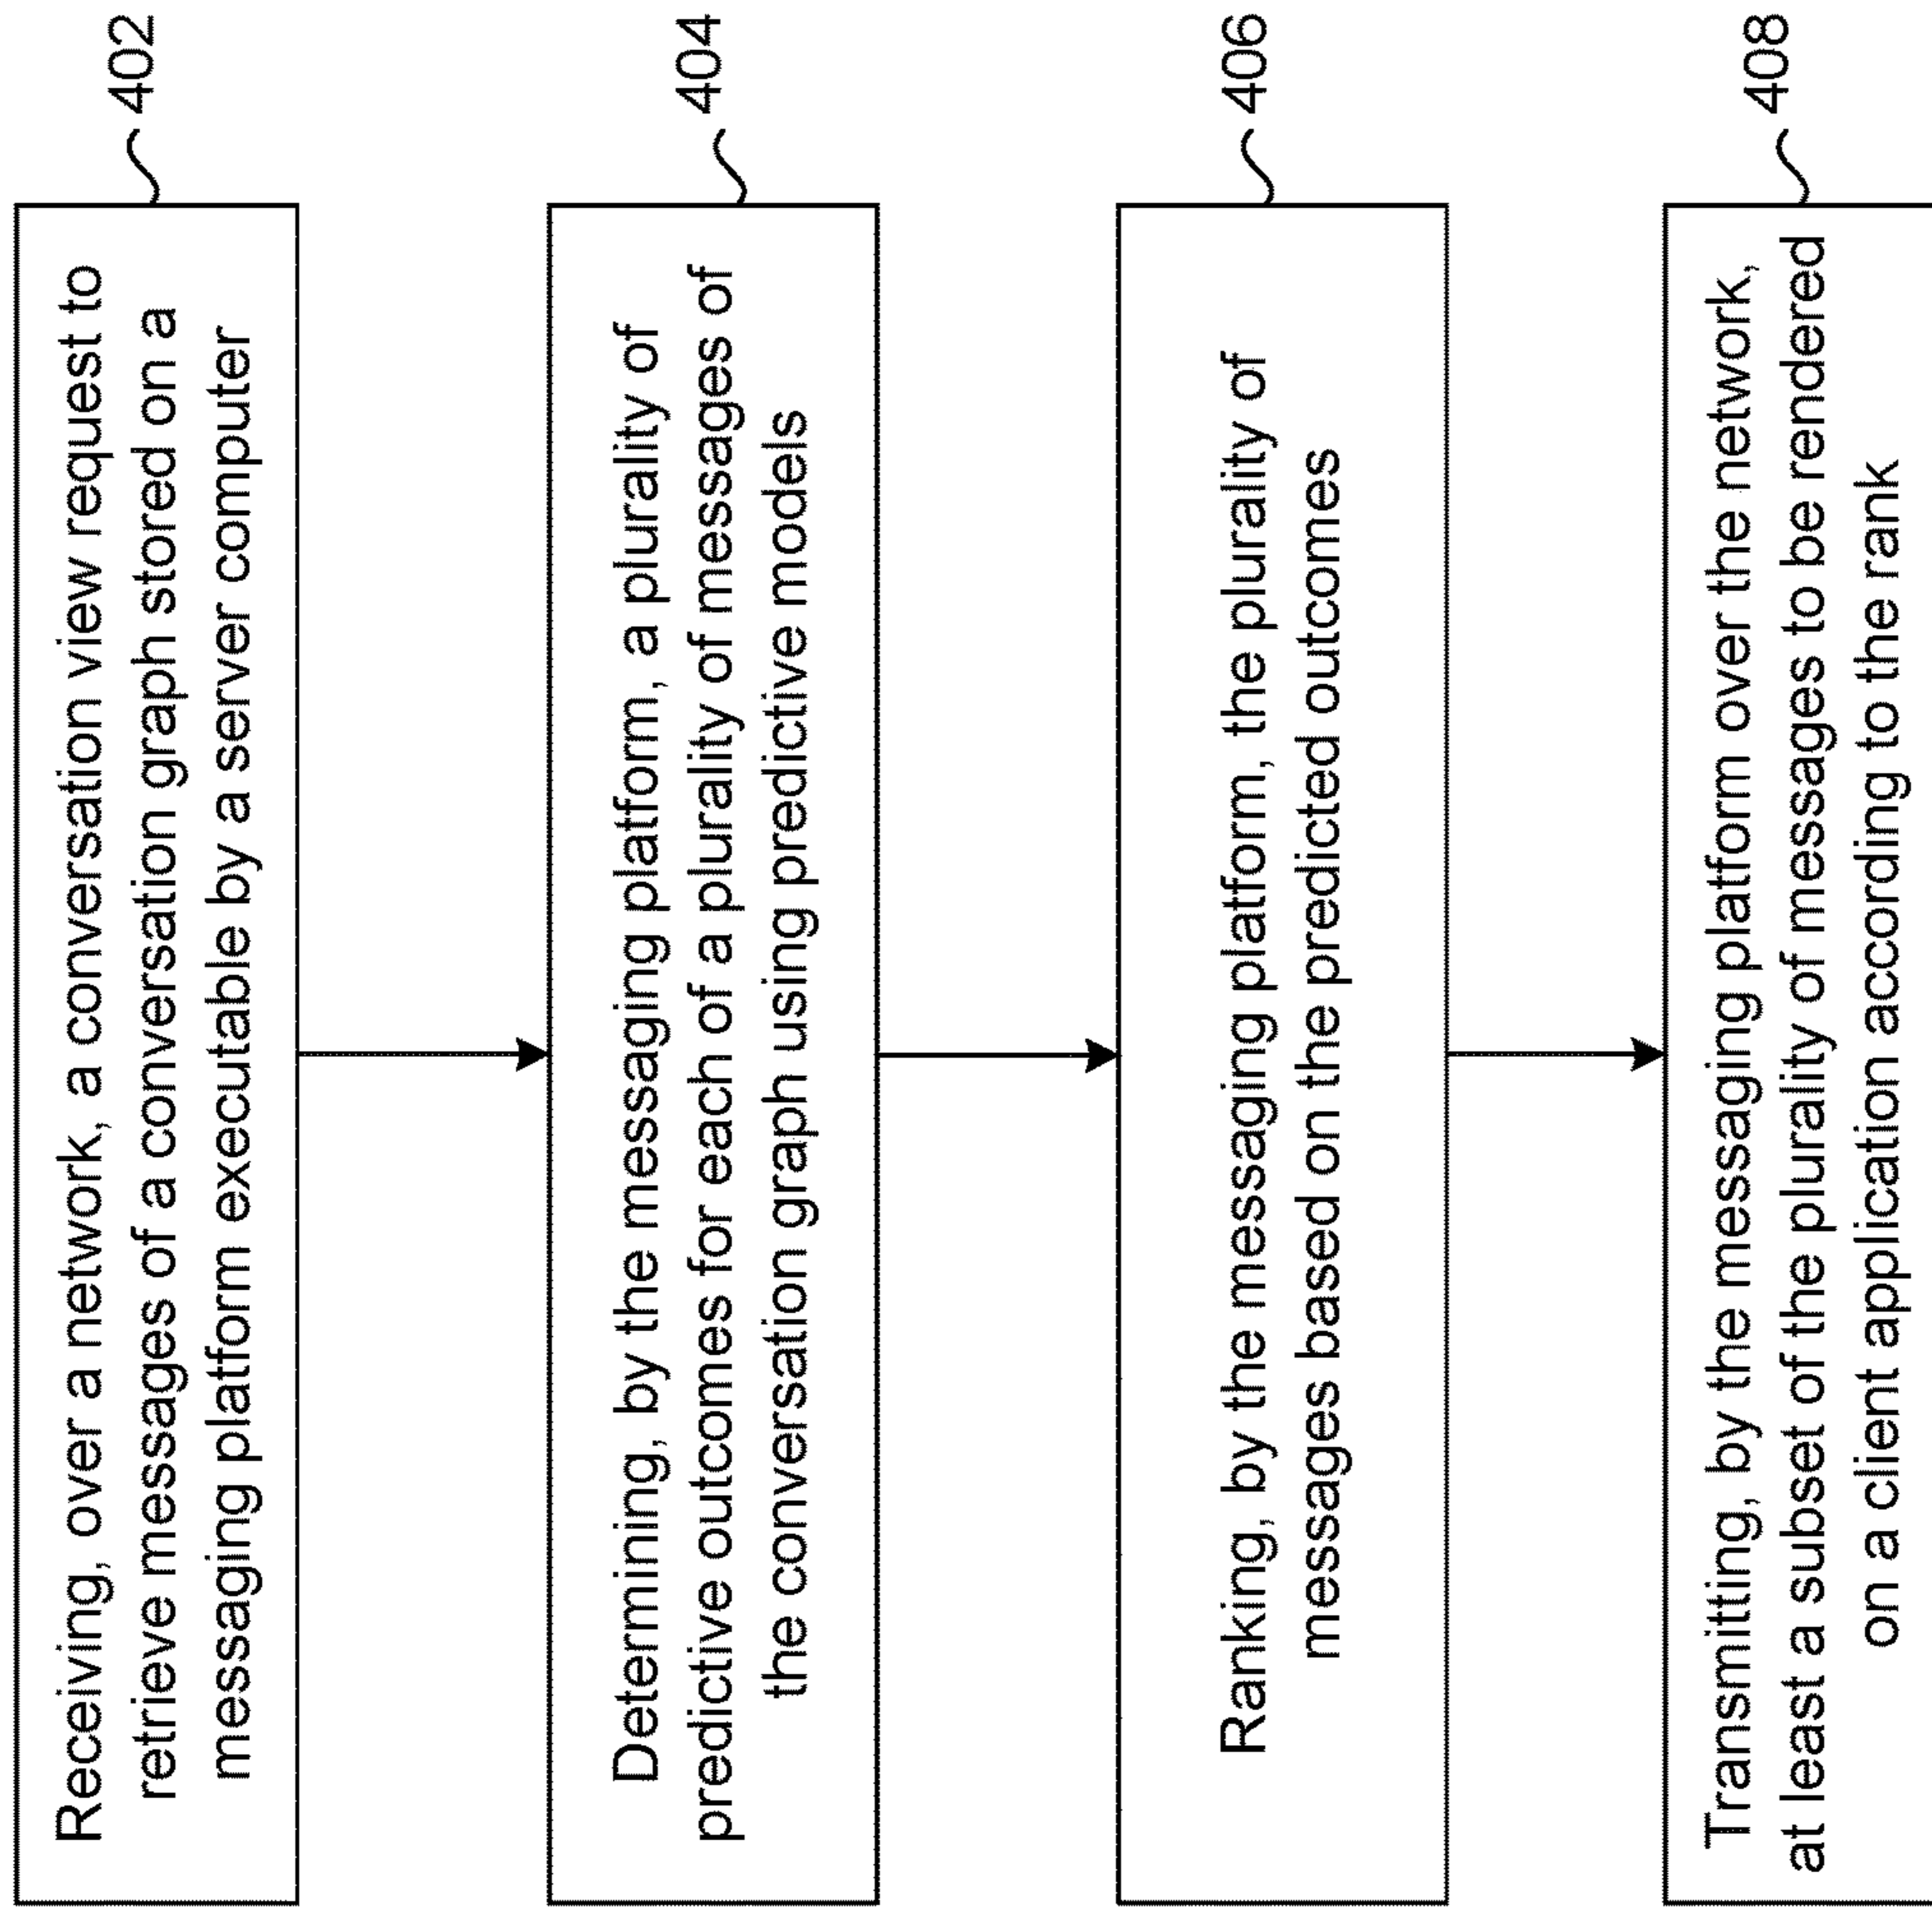 Receiving, over a network, a conversation view request to
retrieve messages of a conversation graph stored on a
messaging platform executable by a server computer
402
Determining, by the messaging platform, a plurality of
predictive outcomes for each of a plurality of messages of
the conversation graph using predictive models
404
Ranking, by the messaging platform, the plurality of
messages based on the predicted outcomes
406
Transmitting, by the messaging platform over the network,
at least a subset of the plurality of messages to be rendered
on a client application according to the rank
408